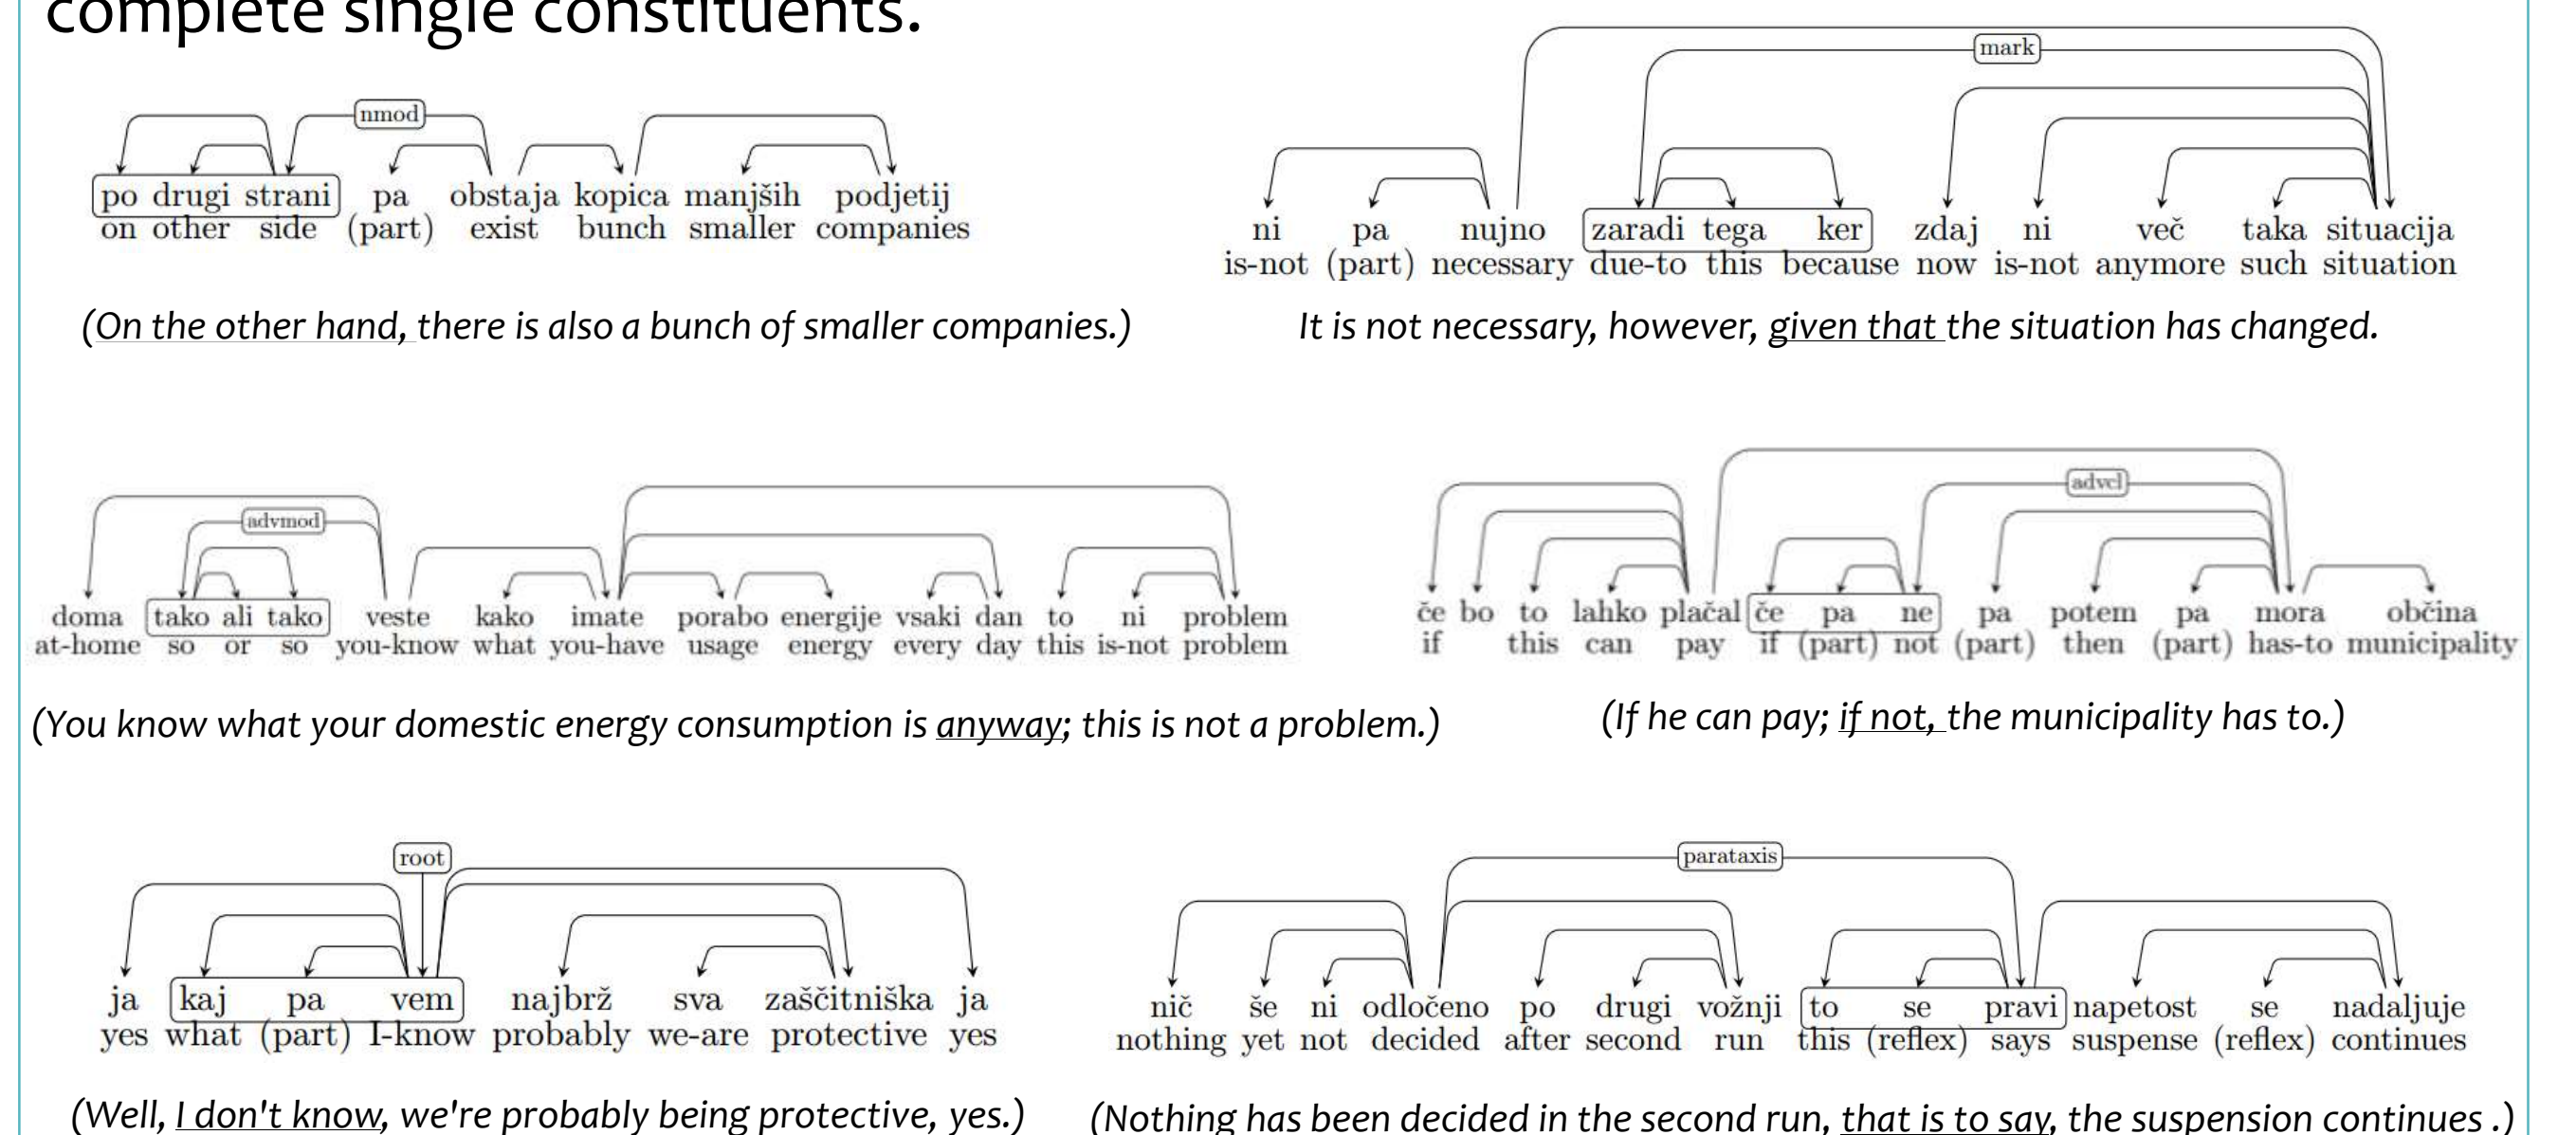 complete single constituents.
nmod
po drugi strani pa obstaja kopica manjših podjetij
on other side (part) exist bunch smaller companies
(On the other hand, there is also a bunch of smaller companies.)
mark
ni pa nujno zaradi tega ker zdaj ni več taka situacija
is-not (part) necessary due-to this because now is-not anymore such situation
It is not necessary, however, given that the situation has changed.
advmod
doma tako ali tako veste kako imate porabo energije vsaki dan to ni problem
at-home so or so you-know what you-have usage energy every day this is-not problem
(You know what your domestic energy consumption is anyway; this is not a problem.)
advcl
če bo to lahko plačal če pa ne pa potem pa mora občina
if this can pay if (part) not (part) then (part) has-to municipality
(If he can pay; if not, the municipality has to.)
root
ja kaj pa vem najbrž sva zaščitniška ja
yes what (part) I-know probably we-are protective yes
(Well, I don't know, we're probably being protective, yes.)
parataxis
nič še ni odločeno po drugi vožnji to se pravi napetost se nadaljuje
nothing yet not decided after second run this (reflex) says suspense (reflex) continues
(Nothing has been decided in the second run, that is to say, the suspension continues .)